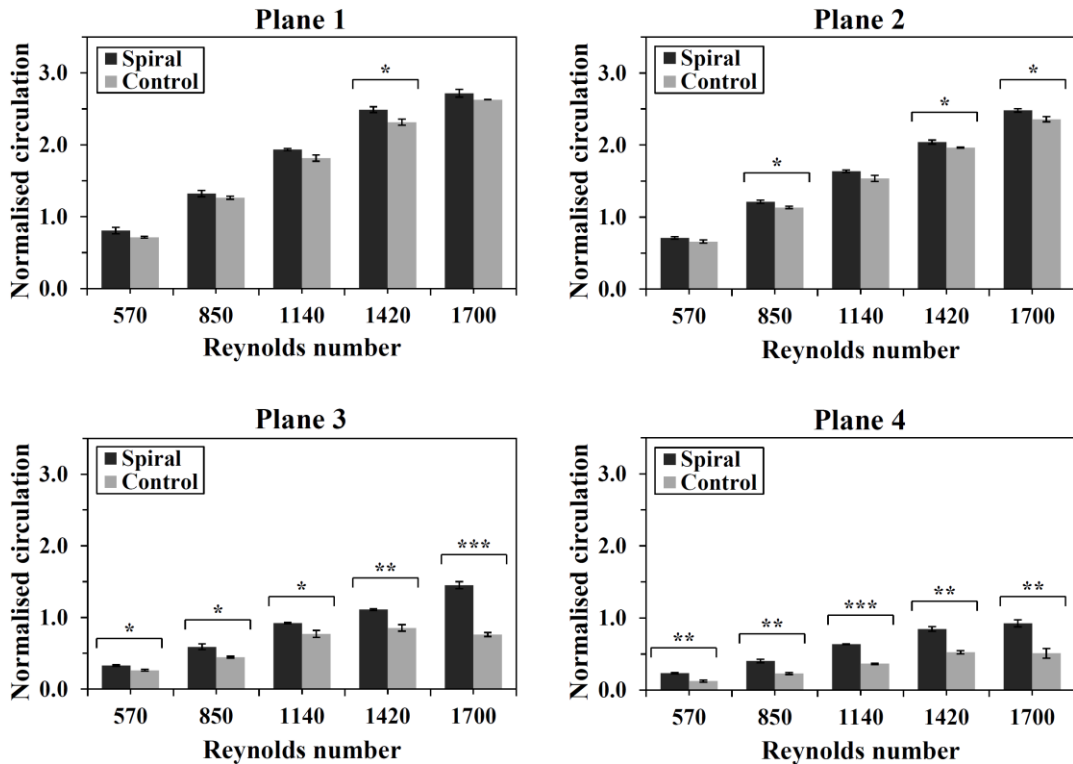 Plane 1
Normalised circulation
3.0
2.0
1.0
0.0
Spiral
Control
*
570 850 1140 1420 1700
Reynolds number
Plane 2
Normalised circulation
3.0
2.0
1.0
0.0
Spiral
Control
*
*
*
570 850 1140 1420 1700
Reynolds number
Plane 3
Normalised circulation
3.0
2.0
1.0
0.0
Spiral
Control
***
**
*
*
*
570 850 1140 1420 1700
Reynolds number
Plane 4
Normalised circulation
3.0
2.0
1.0
0.0
Spiral
Control
** **
***
**
**
570 850 1140 1420 1700
Reynolds number